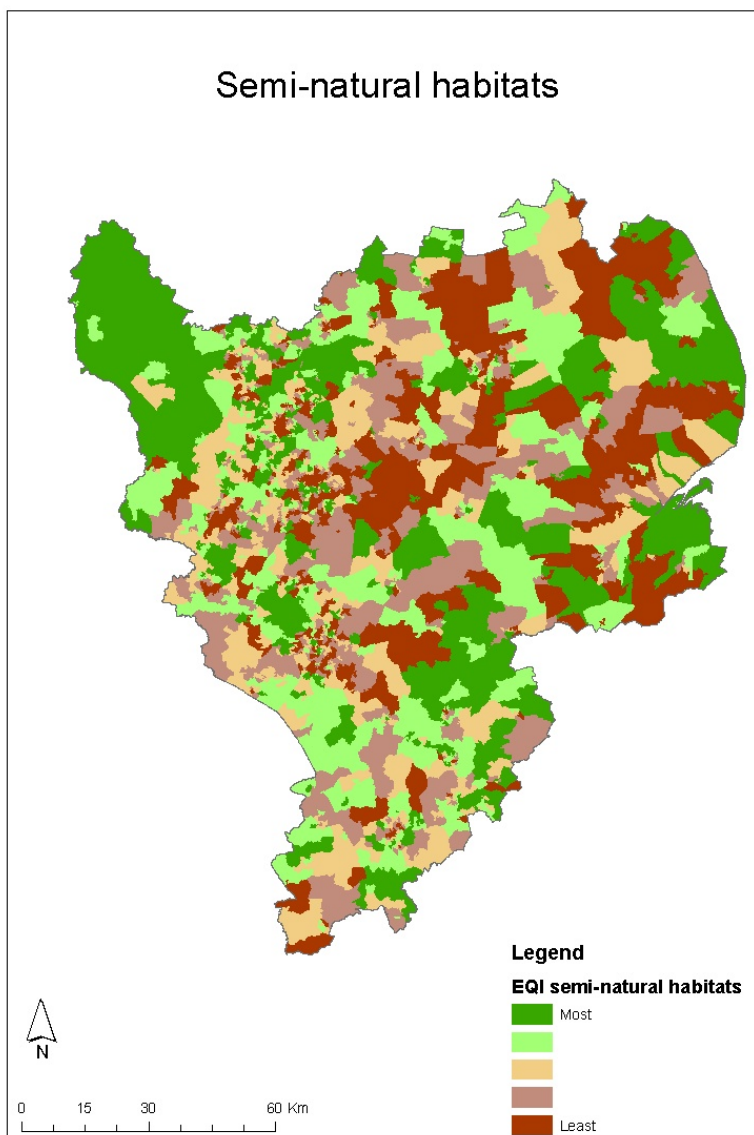 Semi-natural habitats
Legend
EQI semi-natural habitats
Most
Least
N
0 15 30 60 Km